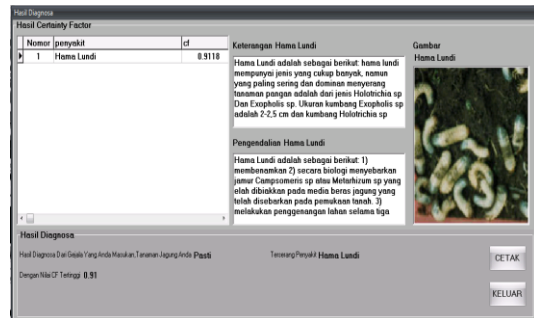 Hasil Diagnosa
Hasil Certainty Factor
Nomor penyakit cf
1 Hama Lundi 0.9118
Keterangan Hama Lundi
Hama Lundi adalah sebagai berikut: hama lundi
mempunyai jenis yang cukup banyak, namun
yang paling sering dan dominan menyerang
tanaman pangan adalah dari jenis Holotrichia sp
Dan Exopholis sp. Ukuran kumbang Exopholis sp
adalah 2-2,5 cm dan kumbang Holotrichia sp
Gambar
Hama Lundi
Pengendalian Hama Lundi
Hama Lundi adalah sebagai berikut: 1)
membenamkan 2) secara biologi menyebarkan
jamur Campsomeris sp atau Metarhizum sp yang
elah dibiakkan pada media beras jagung yang
telah disebarkan pada pemukaan tanah. 3)
melakukan penggenangan lahan selama tiga
Hasil Diagnosa
Hasil Diagnosa Dari Gejala Yang Anda Masukan,Tanaman Jagung Anda Pasti
Terserang Penyakit Hama Lundi
Dengan Nilai CF Tertinggi 0.91
CETAK
KELUAR